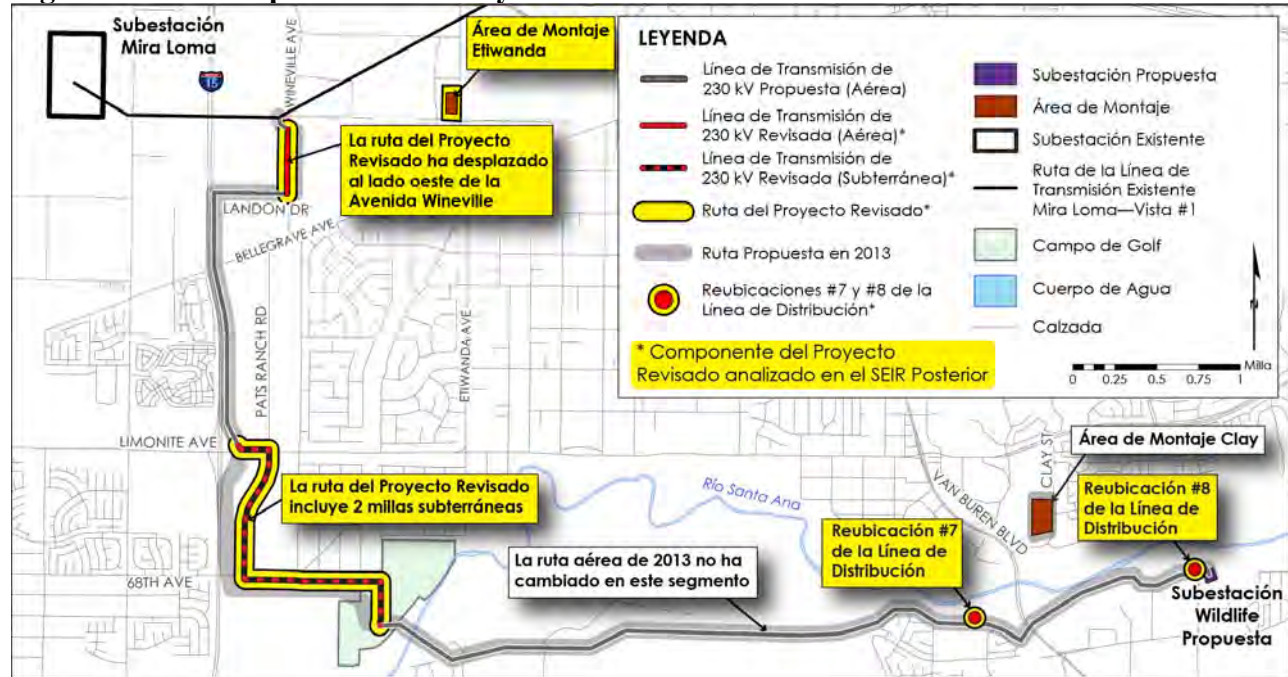 Subestación
Mira Loma
15
WINEVILLE AVE
Área de Montaje
Etiwanda
La ruta del Proyecto
Revisado ha desplazado
al lado oeste de la
Avenida Wineville
LANDON DR
BELLEGRAVE AVE
PATS RANCH RD
ETIWANDA AVE
LIMONITE AVE
La ruta del Proyecto Revisado
incluye 2 millas subterráneas
68TH AVE
La ruta aérea de 2013 no ha
cambiado en este segmento
Río Santa Ana
Reubicación #7
de la Línea de
Distribución
VAN BUREN BLVD
CLAY ST
Área de Montaje Clay
Reubicación #8
de la Línea de
Distribución
Subestación
Wildlife
Propuesta
LEYENDA
Línea de Transmisión de
230 kV Propuesta (Aérea)
Línea de Transmisión de
230 kV Revisada (Aérea)*
Línea de Transmisión de
230 kV Revisada (Subterránea)*
Ruta del Proyecto Revisado*
Ruta Propuesta en 2013
Reubicaciones #7 y #8 de la
Línea de Distribución*
* Componente del Proyecto
Revisado analizado en el SEIR Posterior
Subestación Propuesta
Área de Montaje
Subestación Existente
Ruta de la Línea de
Transmisión Existente
Mira Loma—Vista #1
Campo de Golf
Cuerpo de Agua
Calzada
N
Milla
0 0.25 0.5 0.75 1